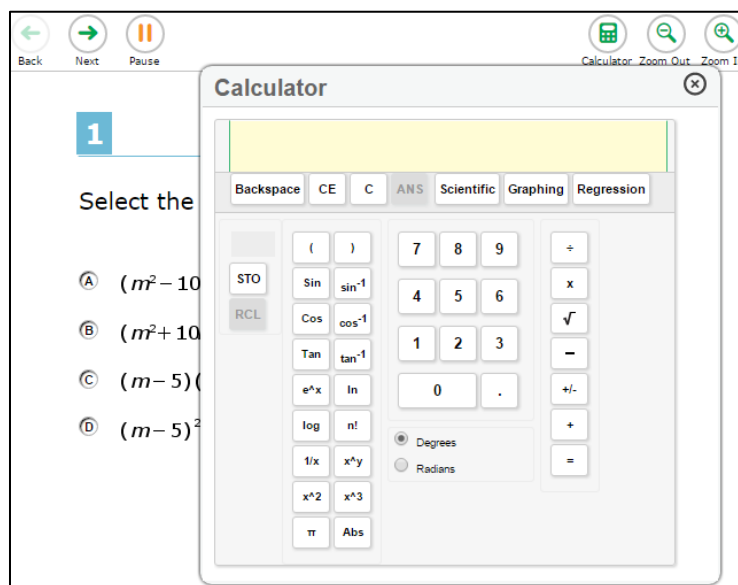 Back Next Pause Calculator Zoom Out Zoom I
Calculator
1
Select the
Backspace CE C ANS Scientific Graphing Regression
A (m²−10
B (m²+10
C (m−5)(
D (m−5)²
STO
RCL
( )
Sin sin⁻¹
Cos cos⁻¹
Tan tan⁻¹
e^x ln
log n!
1/x x^y
x^2 x^3
π Abs
7 8 9
4 5 6
1 2 3
0 .
Degrees
Radians
÷
x
√
−
+/-
+
=